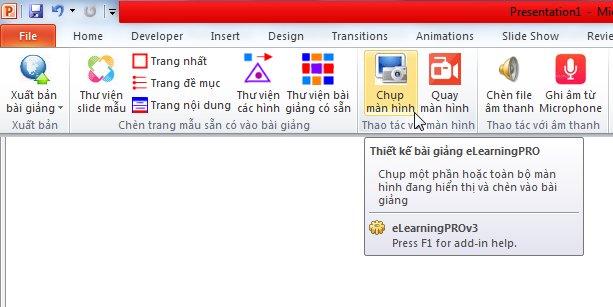 Presentation1 - Mi
File Home Developer Insert Design Transitions Animations Slide Show Review
Xuất bản bài giảng
Thư viện slide mẫu
Trang nhất
Trang đề mục
Trang nội dung
Thư viện các hình
Thư viện bài giảng có sẵn
Chụp màn hình
Quay màn hình
Chèn file âm thanh
Ghi âm từ Microphone
Xuất bản
Chèn trang mẫu sẵn có vào bài giảng
Thao tác với màn hình
Thao tác với âm thanh
Thiết kế bài giảng eLearningPRO
Chụp một phần hoặc toàn bộ màn
hình đang hiển thị và chèn vào bài
giảng
eLearningPROv3
Press F1 for add-in help.